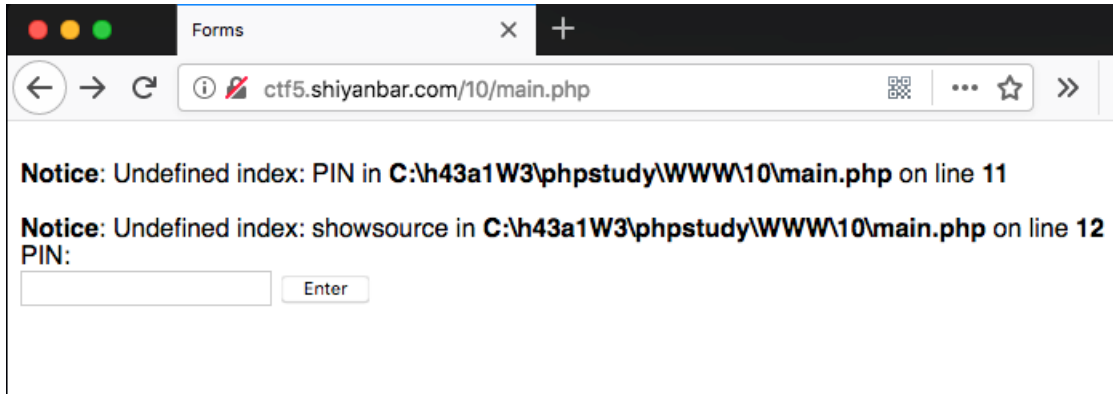 Forms
ctf5.shiyanbar.com/10/main.php
Notice: Undefined index: PIN in C:\h43a1W3\phpstudy\WWW\10\main.php on line 11
Notice: Undefined index: showsource in C:\h43a1W3\phpstudy\WWW\10\main.php on line 12
PIN:
Enter